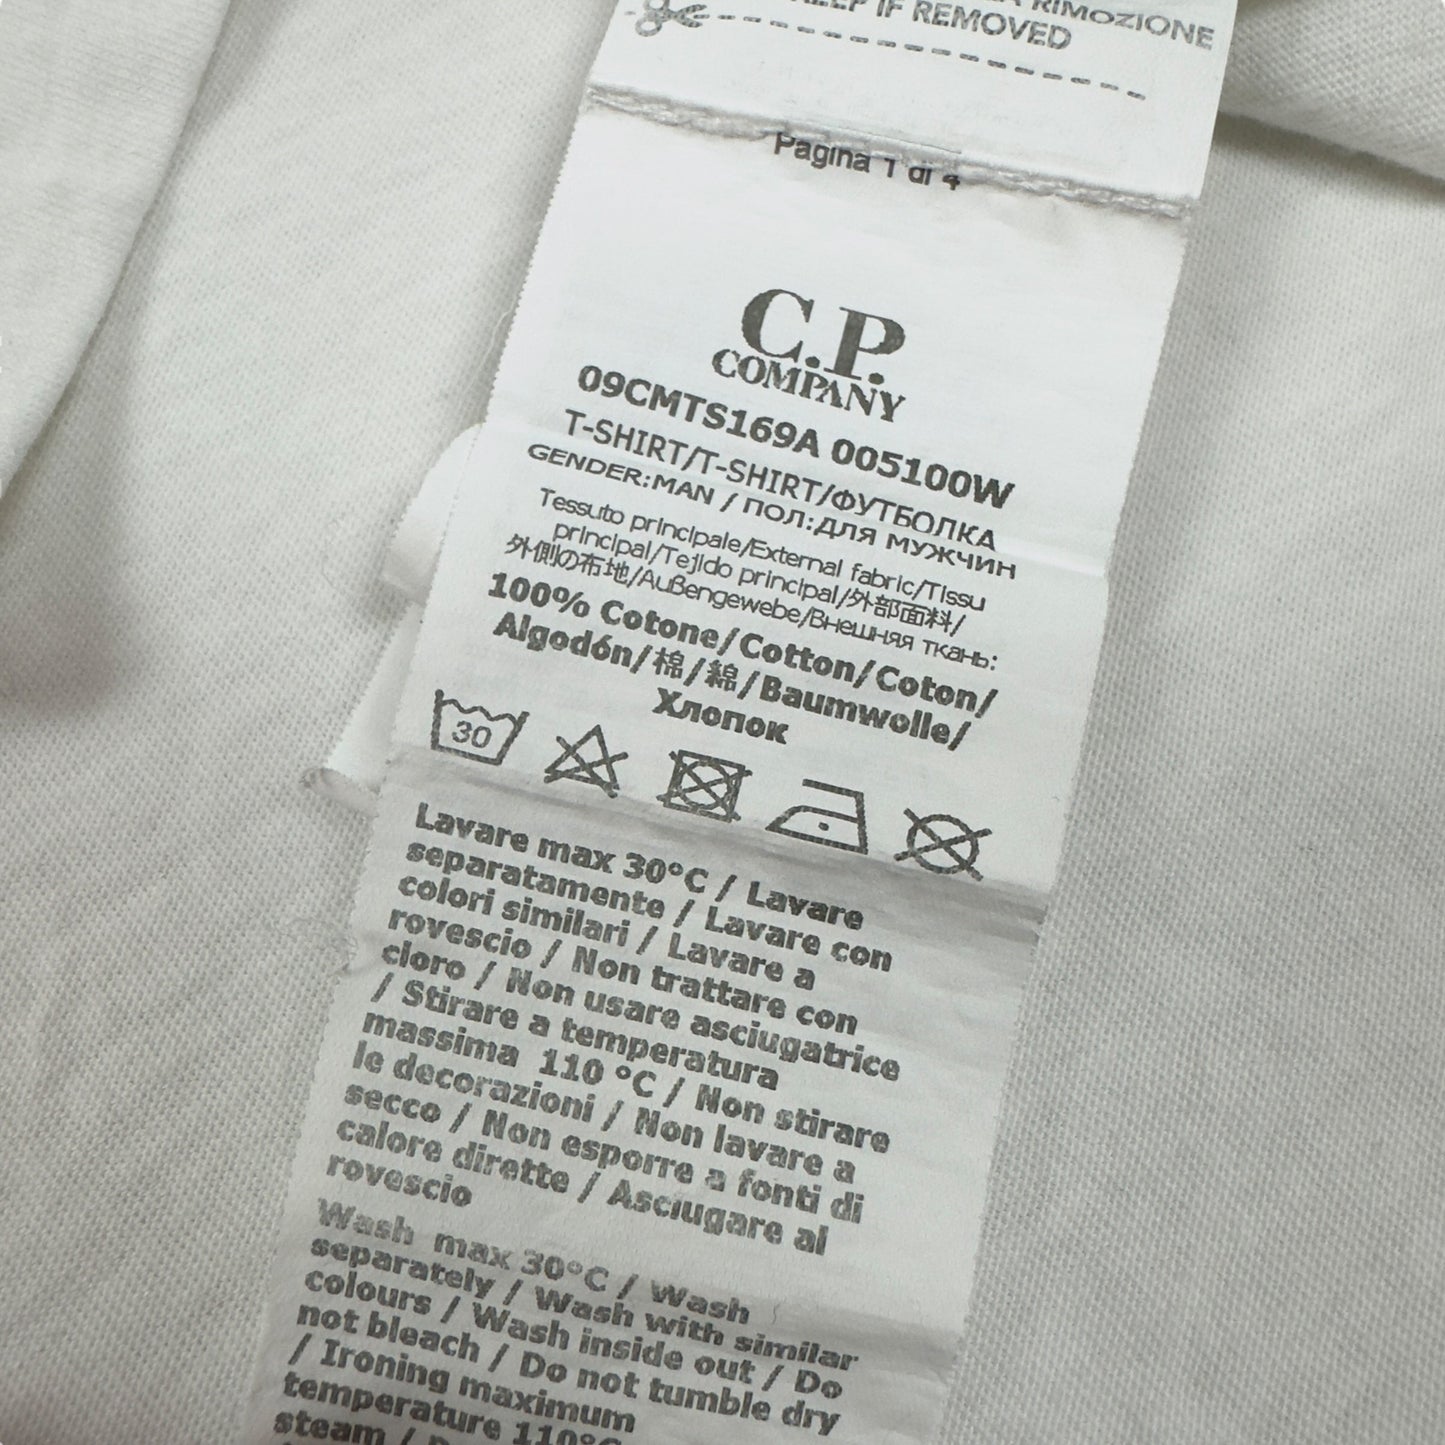 RIMOZIONE
KEEP IF REMOVED
Pagina 1 di 4
C.P.
COMPANY
09CMTS169A 005100W
T-SHIRT/T-SHIRT/ФУТБОЛКА
GENDER:MAN / ПОЛ:ДЛЯ МУЖЧИН
Tessuto principale/External fabric/Tissu
principal/Tejido principal/外部面料/
外側の布地/Außengewebe/Внешняя ткань:
100% Cotone/Cotton/Coton/
Algodón/棉/綿/Baumwolle/
Хлопок
30
Lavare max 30°C / Lavare
separatamente / Lavare con
colori similari / Lavare a
rovescio / Non trattare con
cloro / Non usare asciugatrice
/ Stirare a temperatura
massima 110 °C / Non stirare
le decorazioni / Non lavare a
secco / Non esporre a fonti di
calore dirette / Asciugare al
rovescio
Wash max 30°C / Wash
separately / Wash with similar
colours / Wash inside out / Do
not bleach / Do not tumble dry
/ Ironing maximum
temperature 110°C
steam /